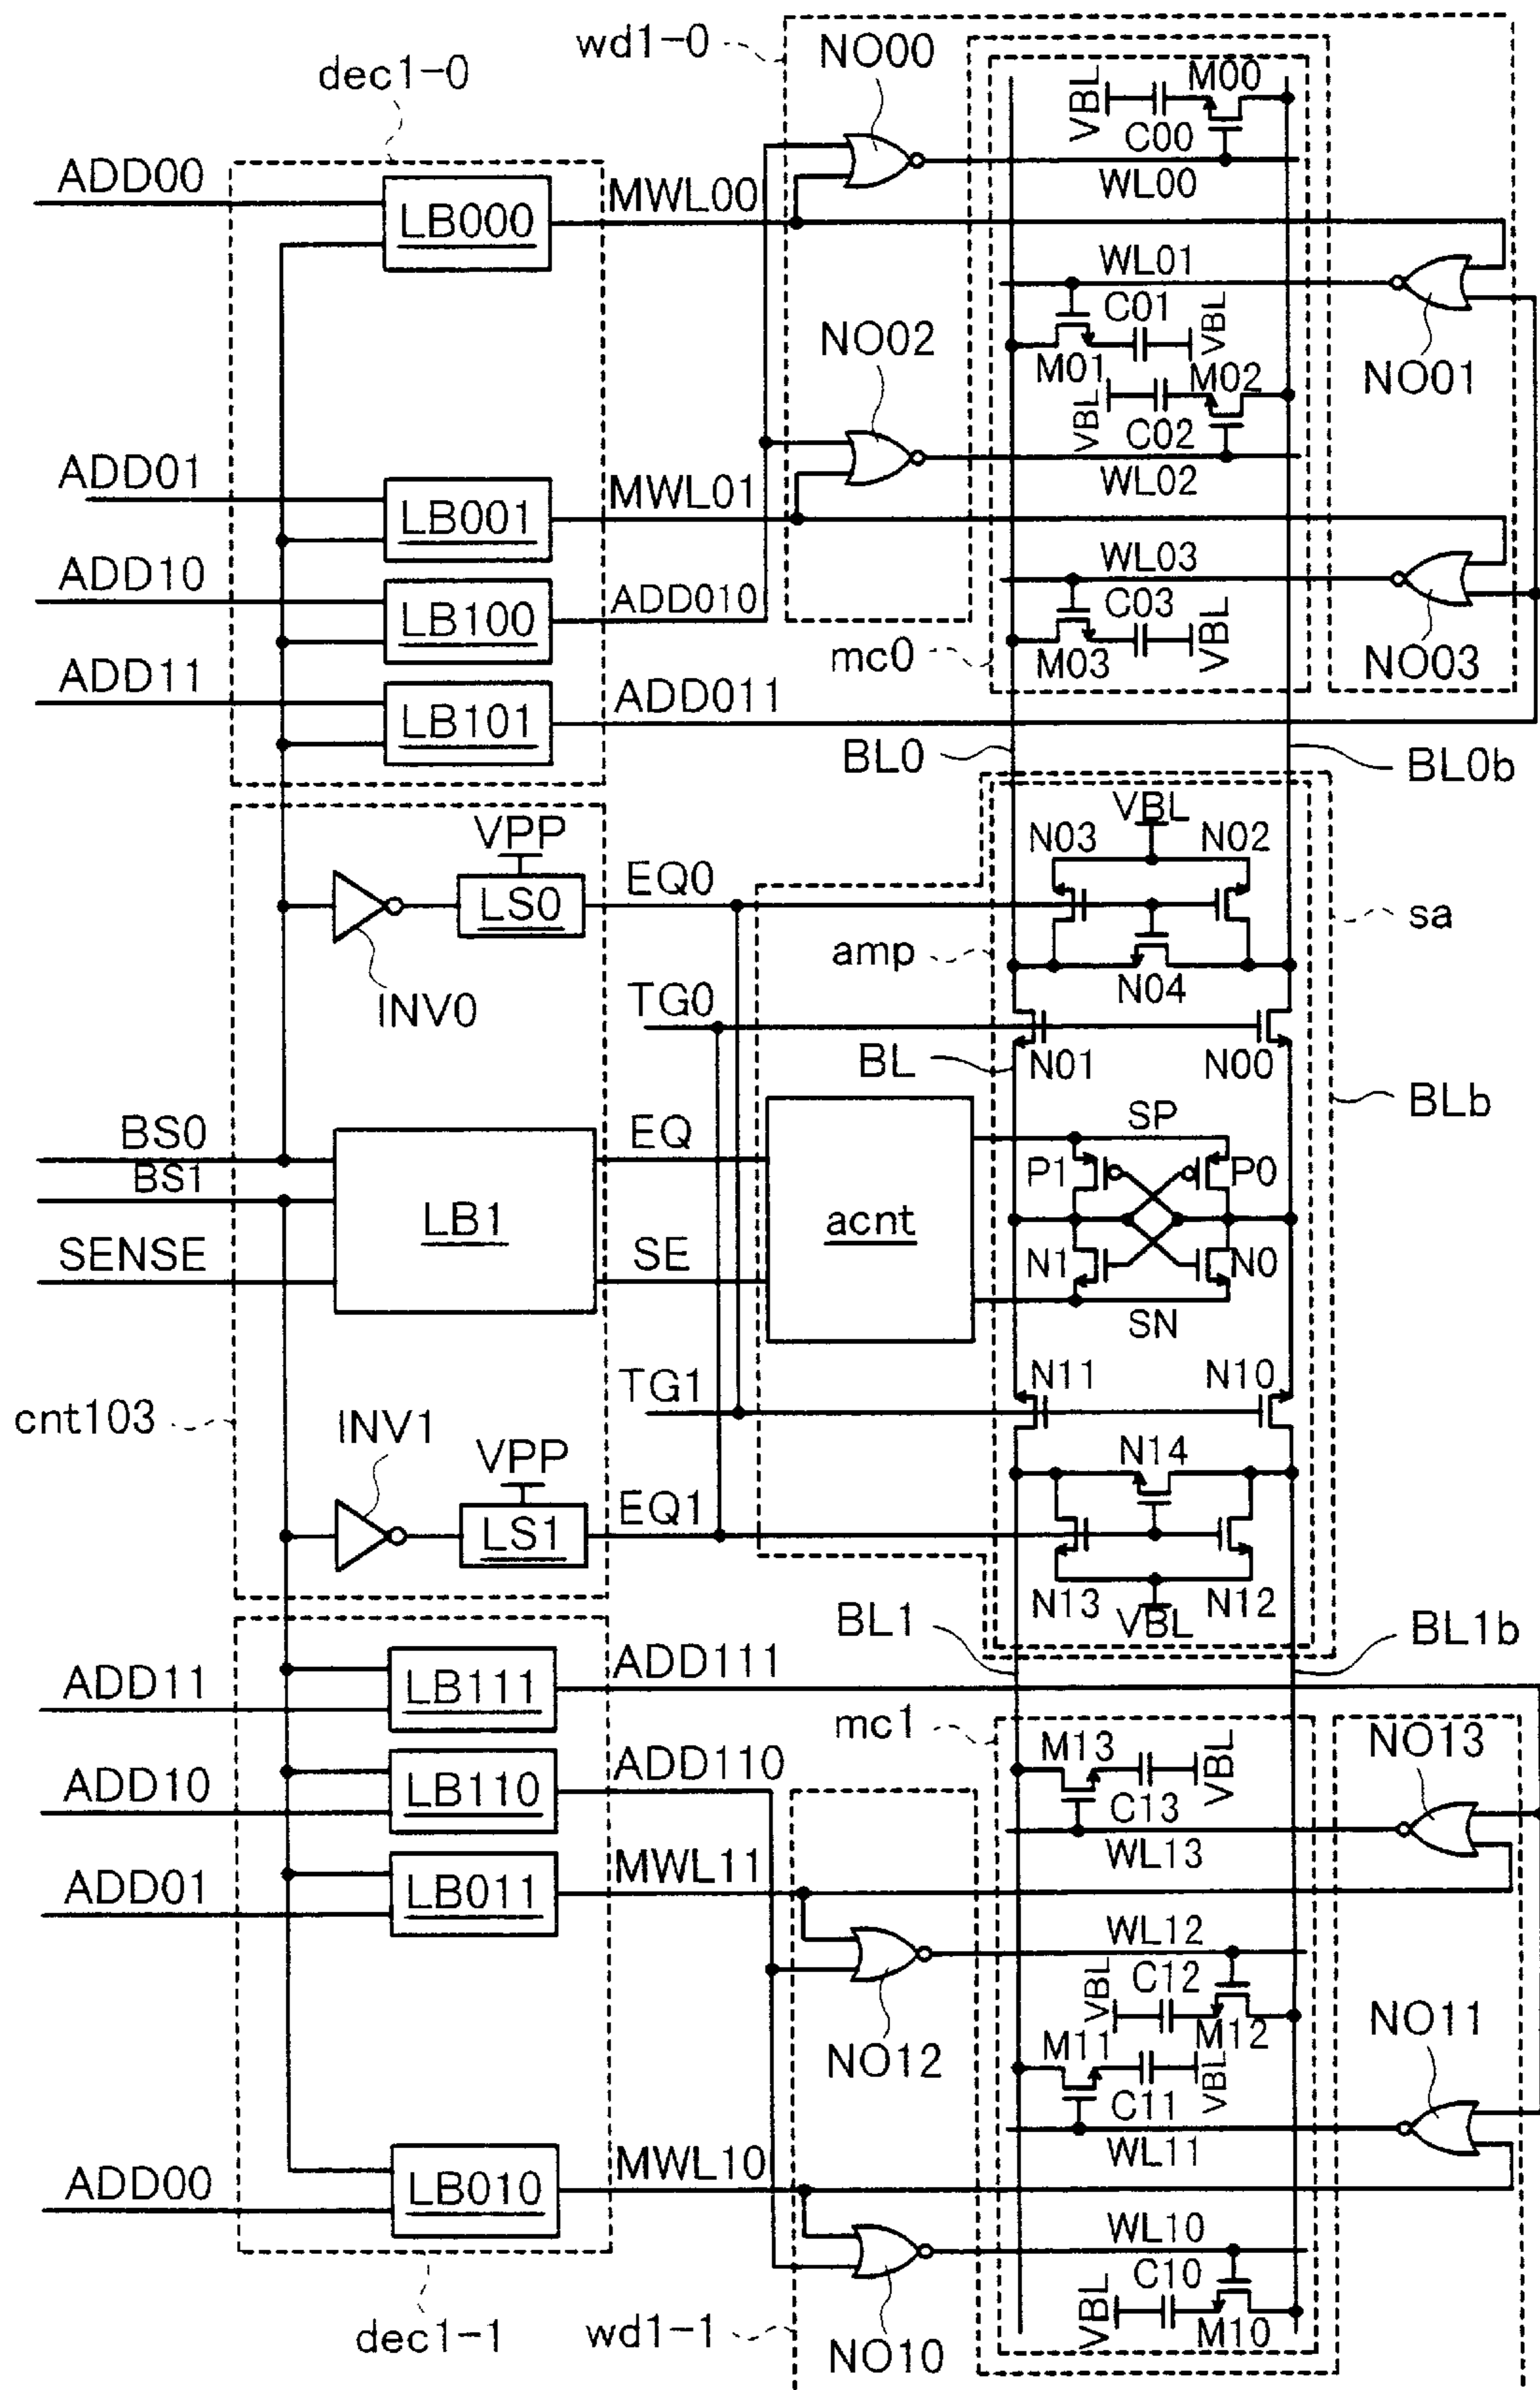 wd1-0
NO00
dec1-0
VBL
M00
C00
ADD00
LB000
MWL00
WL00
WL01
C01
VBL
M01
NO01
NO02
M02
VBL
C02
WL02
ADD01
LB001
MWL01
WL03
C03
VBL
M03
NO03
ADD10
LB100
ADD010
mc0
ADD11
LB101
ADD011
BL0
BL0b
VPP
VBL
N03
N02
LS0
EQ0
sa
amp
INV0
N04
TG0
BL
N01
N00
BLb
BS0
BS1
SENSE
LB1
EQ
SE
acnt
SP
P1
P0
N1
N0
SN
cnt103
TG1
N11
N10
INV1
VPP
LS1
EQ1
N14
N13
N12
VBL
BL1
BL1b
ADD11
LB111
ADD111
mc1
M13
VBL
C13
WL13
NO13
ADD10
LB110
ADD110
ADD01
LB011
MWL11
WL12
VBL
C12
M12
NO12
M11
VBL
C11
WL11
NO11
ADD00
LB010
MWL10
WL10
C10
VBL
M10
NO10
dec1-1
wd1-1